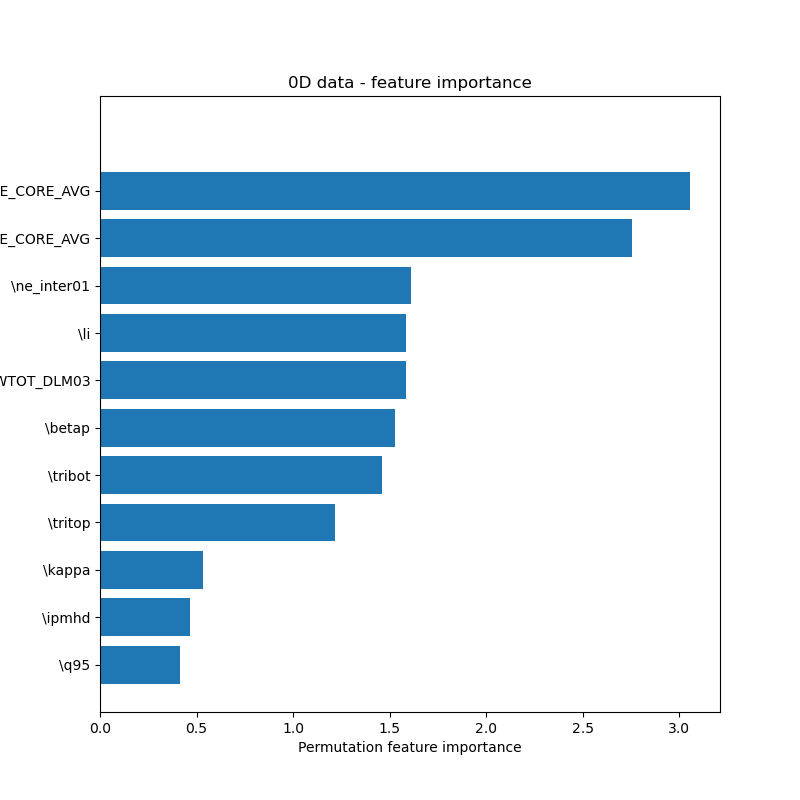 0D data - feature importance
E_CORE_AVG
E_CORE_AVG
\ne_inter01
\li
WTOT_DLM03
\betap
\tribot
\tritop
\kappa
\ipmhd
\q95
0.0 0.5 1.0 1.5 2.0 2.5 3.0
Permutation feature importance